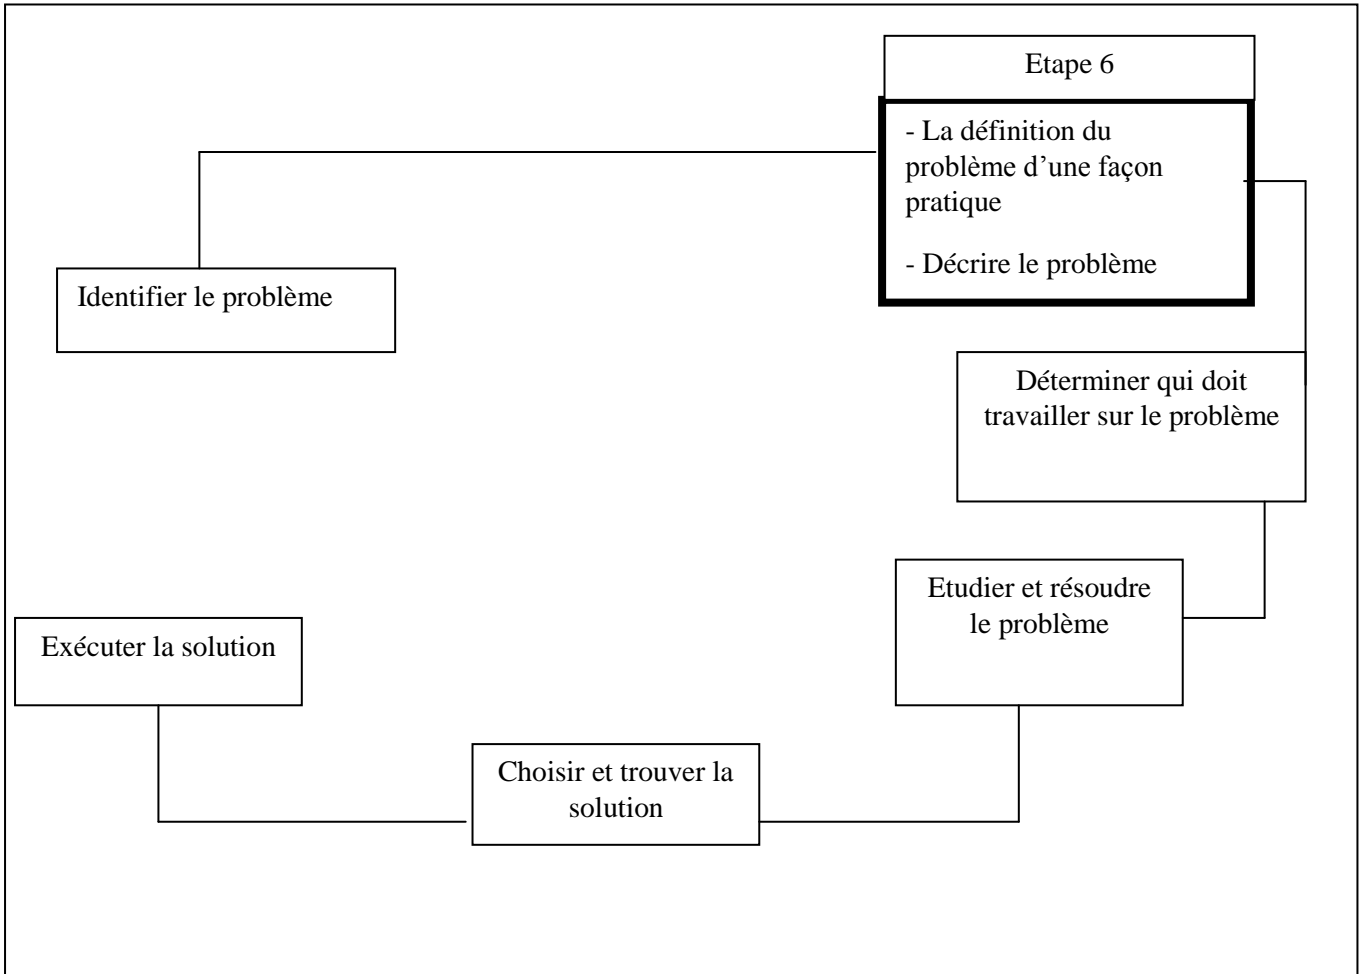 Etape 6
- La définition du
problème d’une façon
pratique
- Décrire le problème
Identifier le problème
Déterminer qui doit
travailler sur le problème
Etudier et résoudre
le problème
Exécuter la solution
Choisir et trouver la
solution